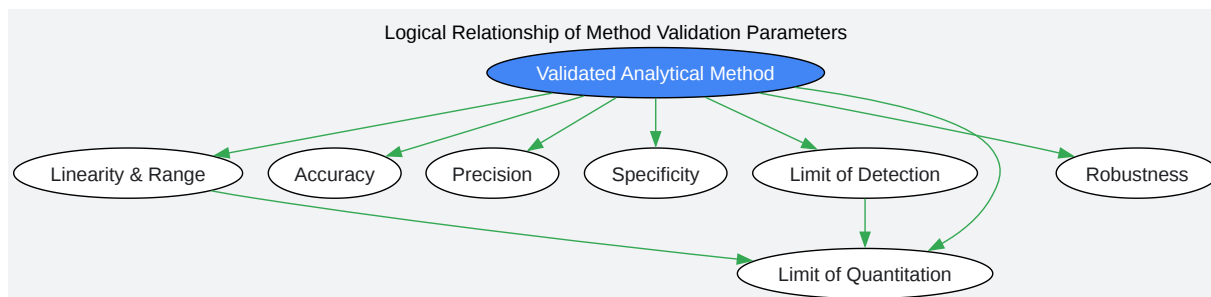 Logical Relationship of Method Validation Parameters
Validated Analytical Method
Linearity & Range
Accuracy
Precision
Specificity
Limit of Detection
Robustness
Limit of Quantitation